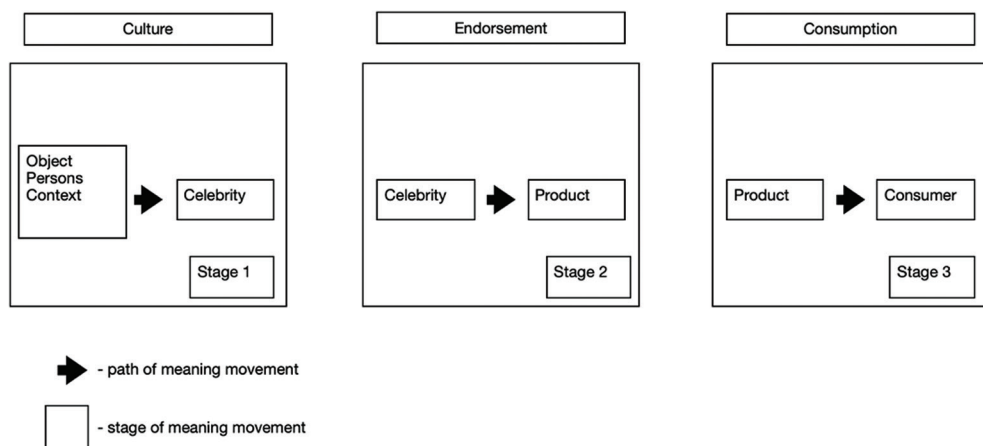 Culture
Endorsement
Consumption
Object
Persons
Context
Celebrity
Stage 1
Celebrity
Product
Stage 2
Product
Consumer
Stage 3
- path of meaning movement
- stage of meaning movement